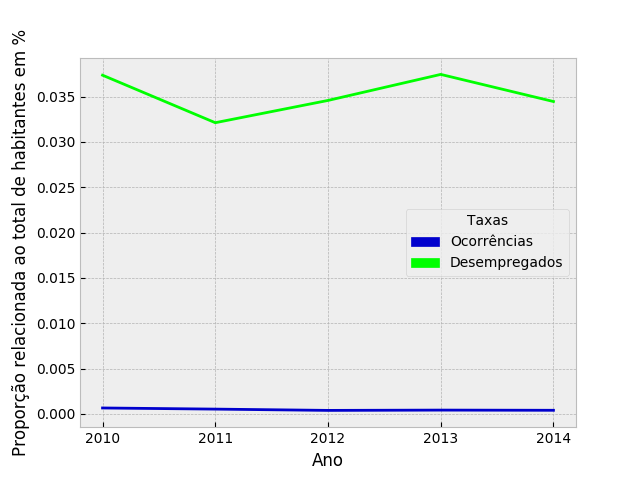 Proporção relacionada ao total de habitantes em %
0.035
0.030
0.025
0.020
0.015
0.010
0.005
0.000
Taxas
Ocorrências
Desempregados
2010 2011 2012 2013 2014
Ano